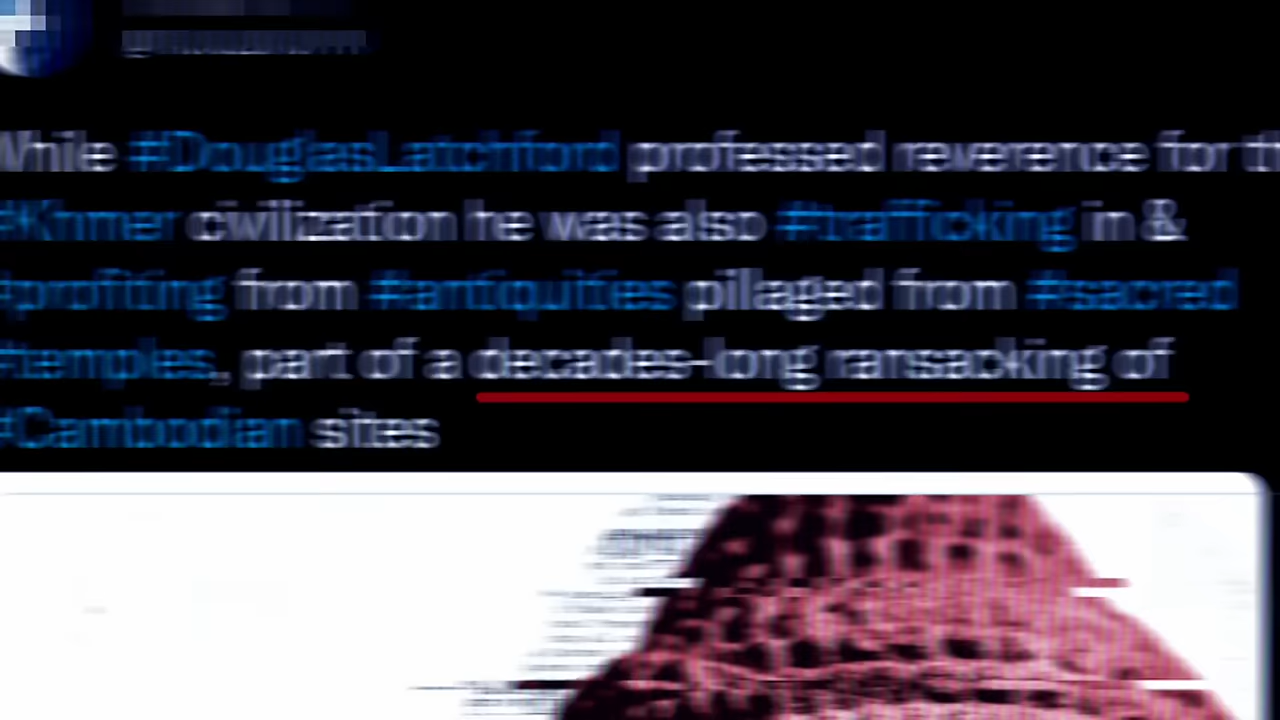 While #DouglasLatchford professed reverence for th
#Khmer civilization he was also #trafficking in &
#profiting from #antiquities pillaged from #sacred
#temples, part of a decades-long ransacking of
#Cambodian sites